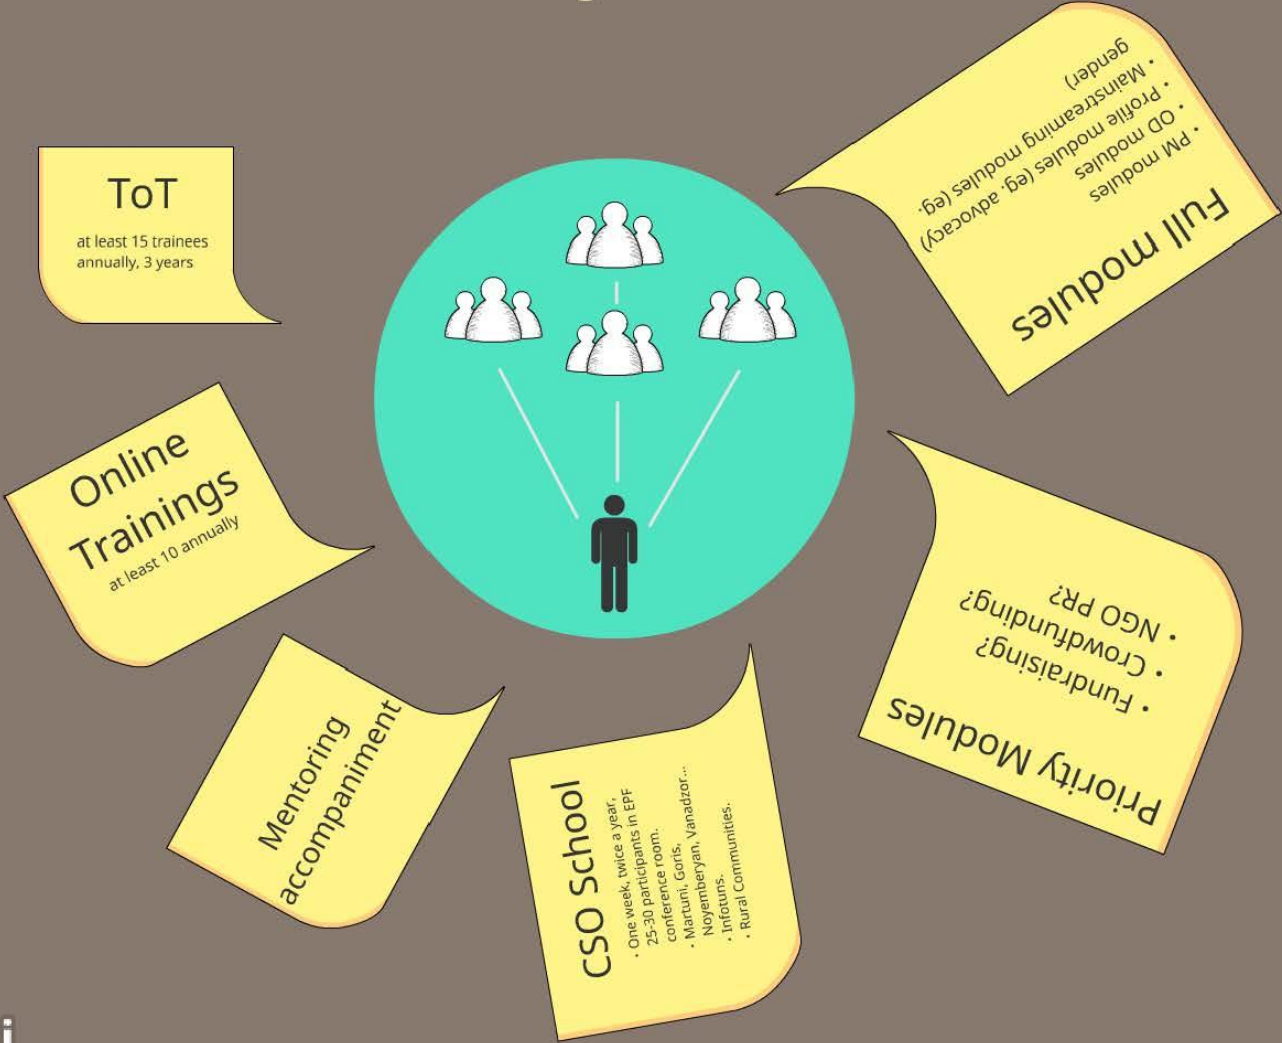 ToT
at least 15 trainees
annually, 3 years
Online
Trainings
at least 10 annually
Mentoring
accompaniment
CSO School
· One week, twice a year,
25-30 participants in EPF
conference room.
· Martuni, Goris,
Noyemberyan, Vanadzor...
· Infotuns.
· Rural Communities.
Priority Modules
• Fundraising?
• Crowdfunding?
• NGO PR?
Full modules
• PM modules
• OD modules
• Profile modules (eg. advocacy)
• Mainstreaming modules (eg.
gender)